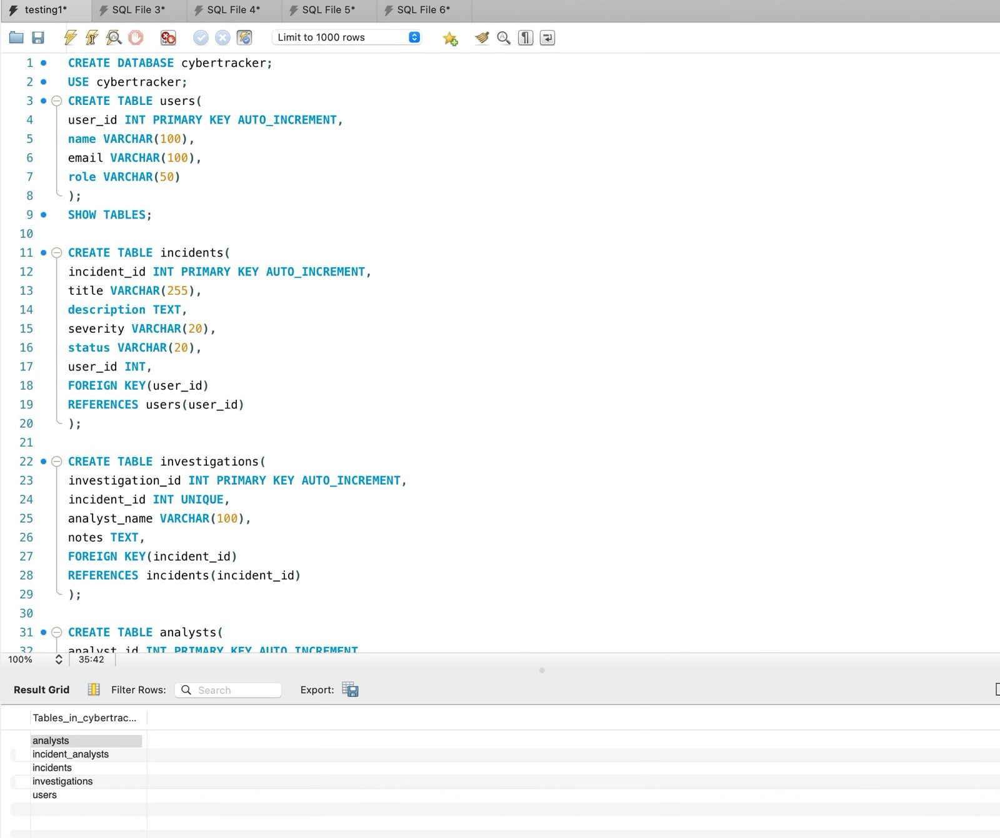 testing1* SQL File 3* SQL File 4* SQL File 5* SQL File 6*
Limit to 1000 rows
1 CREATE DATABASE cybertracker;
2 USE cybertracker;
3 CREATE TABLE users(
4 user_id INT PRIMARY KEY AUTO_INCREMENT,
5 name VARCHAR(100),
6 email VARCHAR(100),
7 role VARCHAR(50)
8 );
9 SHOW TABLES;
10
11 CREATE TABLE incidents(
12 incident_id INT PRIMARY KEY AUTO_INCREMENT,
13 title VARCHAR(255),
14 description TEXT,
15 severity VARCHAR(20),
16 status VARCHAR(20),
17 user_id INT,
18 FOREIGN KEY(user_id)
19 REFERENCES users(user_id)
20 );
21
22 CREATE TABLE investigations(
23 investigation_id INT PRIMARY KEY AUTO_INCREMENT,
24 incident_id INT UNIQUE,
25 analyst_name VARCHAR(100),
26 notes TEXT,
27 FOREIGN KEY(incident_id)
28 REFERENCES incidents(incident_id)
29 );
30
31 CREATE TABLE analysts(
32 analyst_id INT PRIMARY KEY AUTO_INCREMENT
100% 35:42
Result Grid Filter Rows: Search Export:
Tables_in_cybertrac...
analysts
incident_analysts
incidents
investigations
users